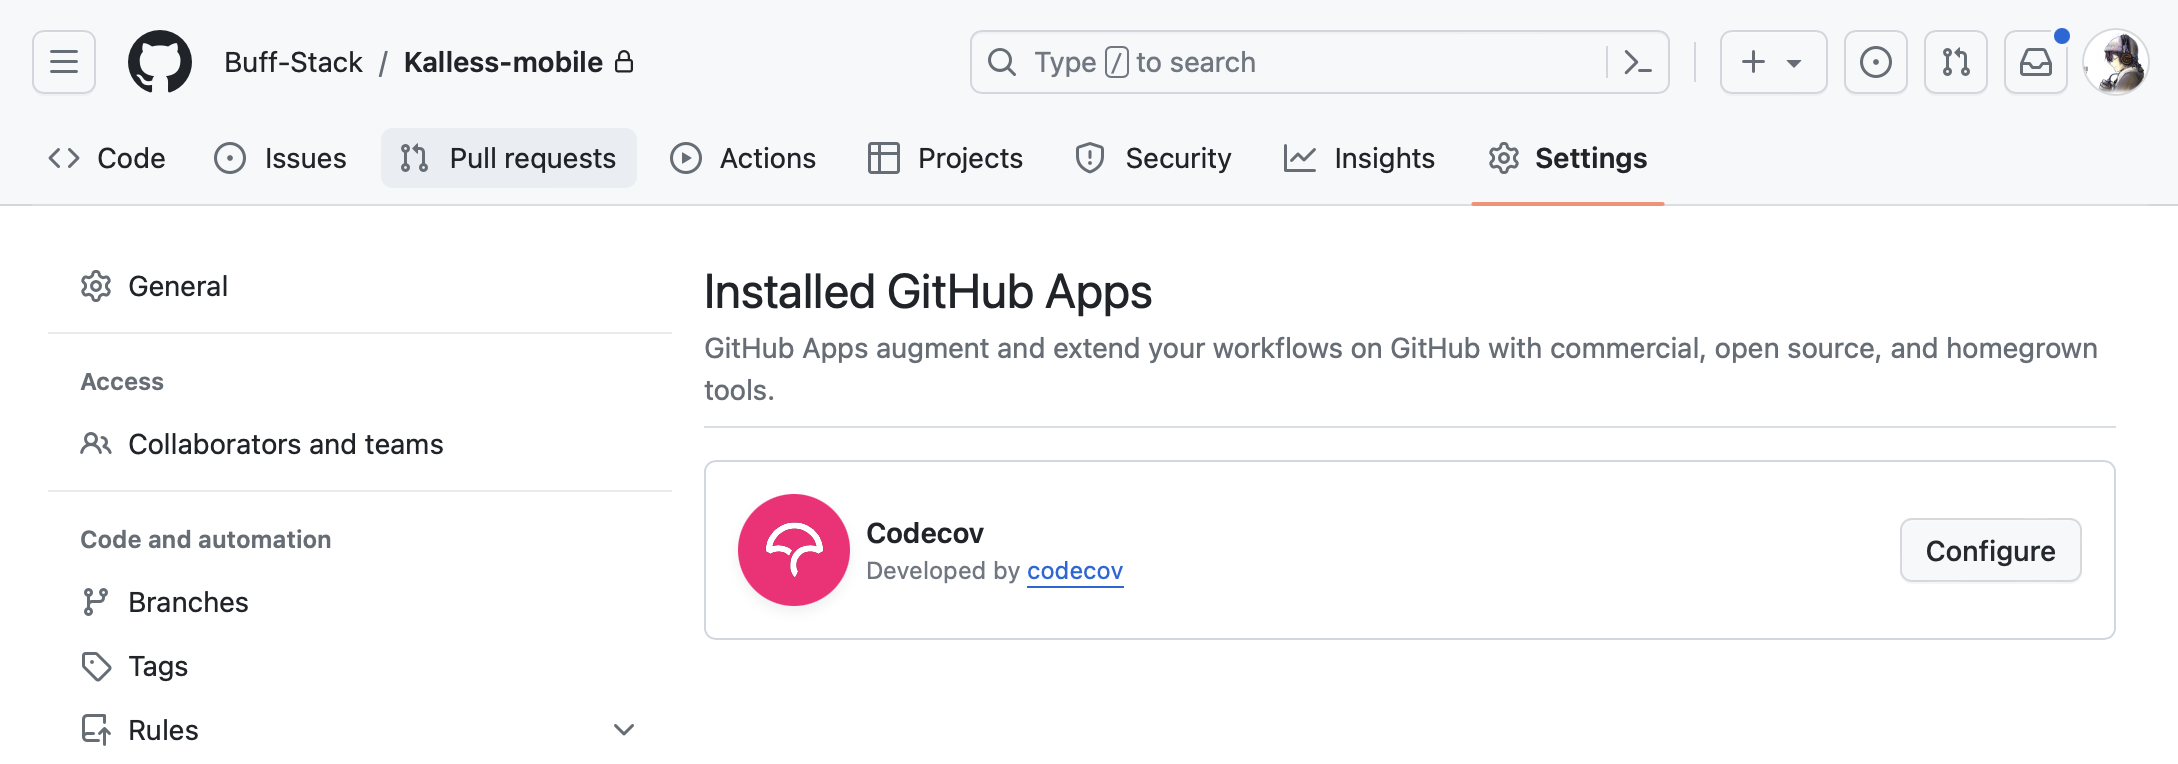 Buff-Stack / Kalless-mobile
Type / to search
Code Issues Pull requests Actions Projects Security Insights Settings
General
Access
Collaborators and teams
Code and automation
Branches
Tags
Rules
Installed GitHub Apps
GitHub Apps augment and extend your workflows on GitHub with commercial, open source, and homegrown
tools.
Codecov
Developed by codecov
Configure